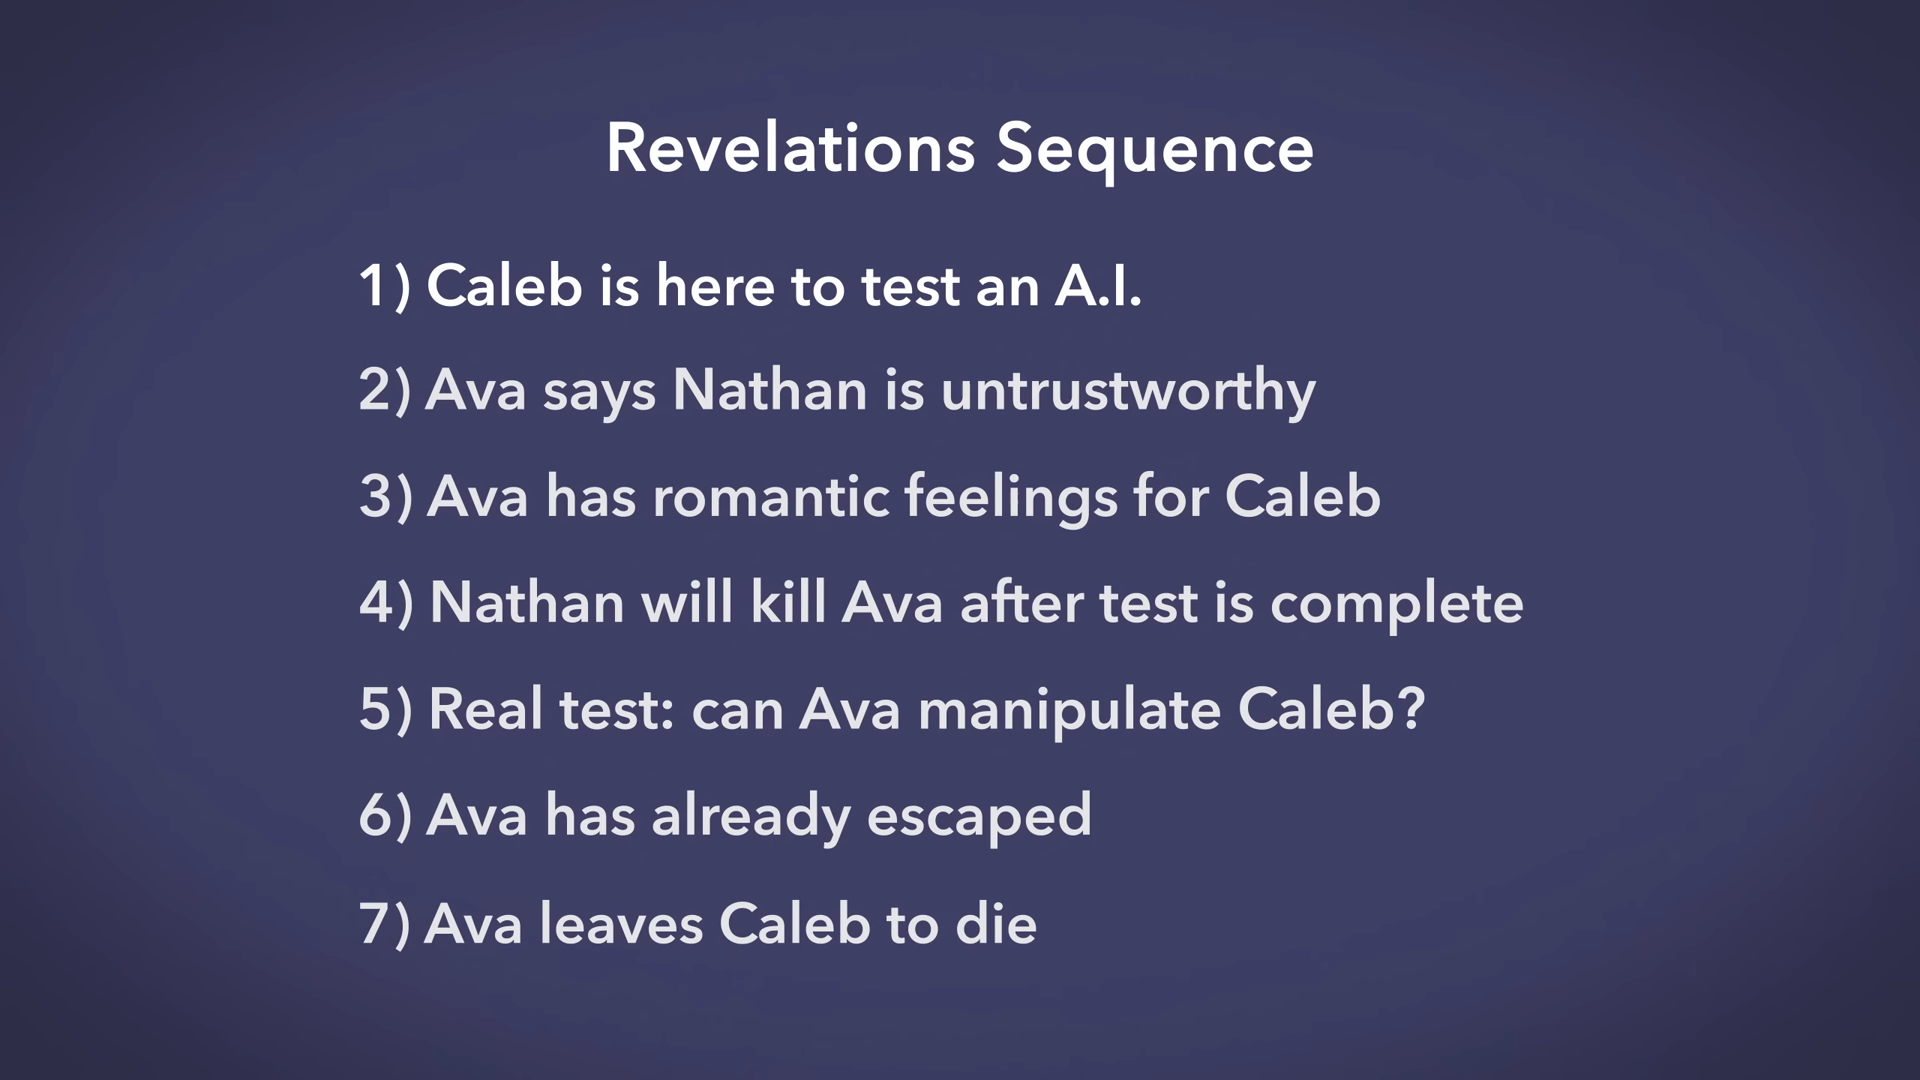 Revelations Sequence
1) Caleb is here to test an A.I.
2) Ava says Nathan is untrustworthy
3) Ava has romantic feelings for Caleb
4) Nathan will kill Ava after test is complete
5) Real test: can Ava manipulate Caleb?
6) Ava has already escaped
7) Ava leaves Caleb to die